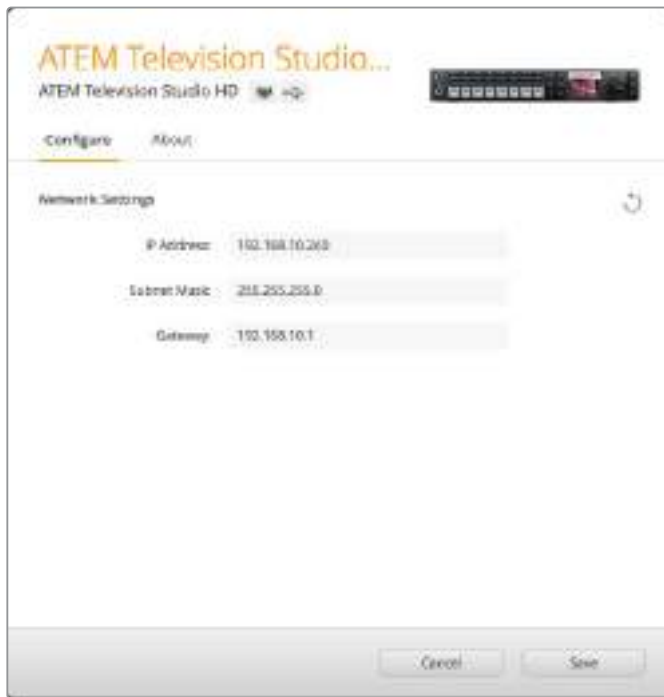 ATEM Television Studio...
ATEM Television Studio HD
Configure About
Network Settings
IP Address: 192.168.10.240
Subnet Mask: 255.255.255.0
Gateway: 192.168.10.1
Cancel Save